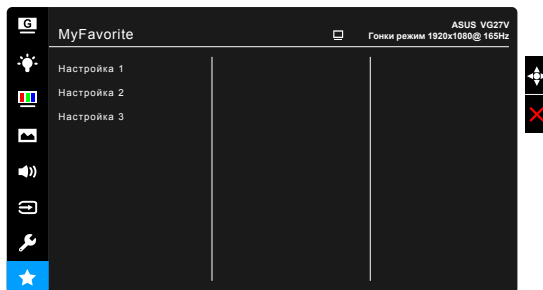 G
ASUS VG27V
MyFavorite
Гонки режим 1920x1080@ 165Hz
Настройка 1
Настройка 2
Настройка 3